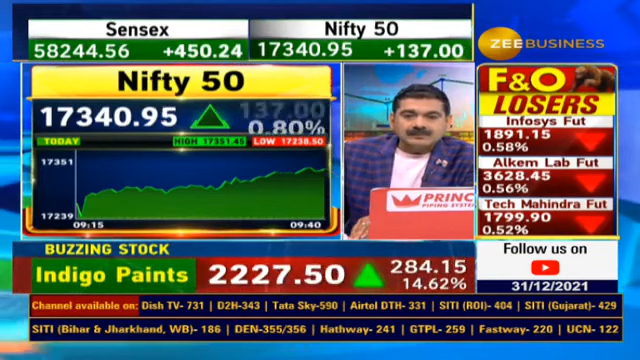 Sensex
58244.56 +450.24
Nifty 50
17340.95 +137.00
ZEE BUSINESS
Nifty 50
17340.95 137.00
0.80%
TODAY HIGH 17351.45 LOW 17238.50
17351
17239
09:15 09:40
PRINC
PIPING SYSTEM
F&O
LOSERS
Infosys Fut
1891.15
0.58%
Alkem Lab Fut
3628.45
0.56%
Tech Mahindra Fut
1799.90
0.52%
BUZZING STOCK
Indigo Paints 2227.50 284.15
14.62%
Follow us on
31/12/2021
Channel available on: Dish TV- 731 | D2H-343 | Tata Sky-590 | Airtel DTH- 331 | SITI (ROI)- 404 | SITI (Gujarat)- 429
SITI (Bihar & Jharkhand, WB)- 186 | DEN-355/356 | Hathway- 241 | GTPL- 259 | Fastway- 220 | UCN- 122